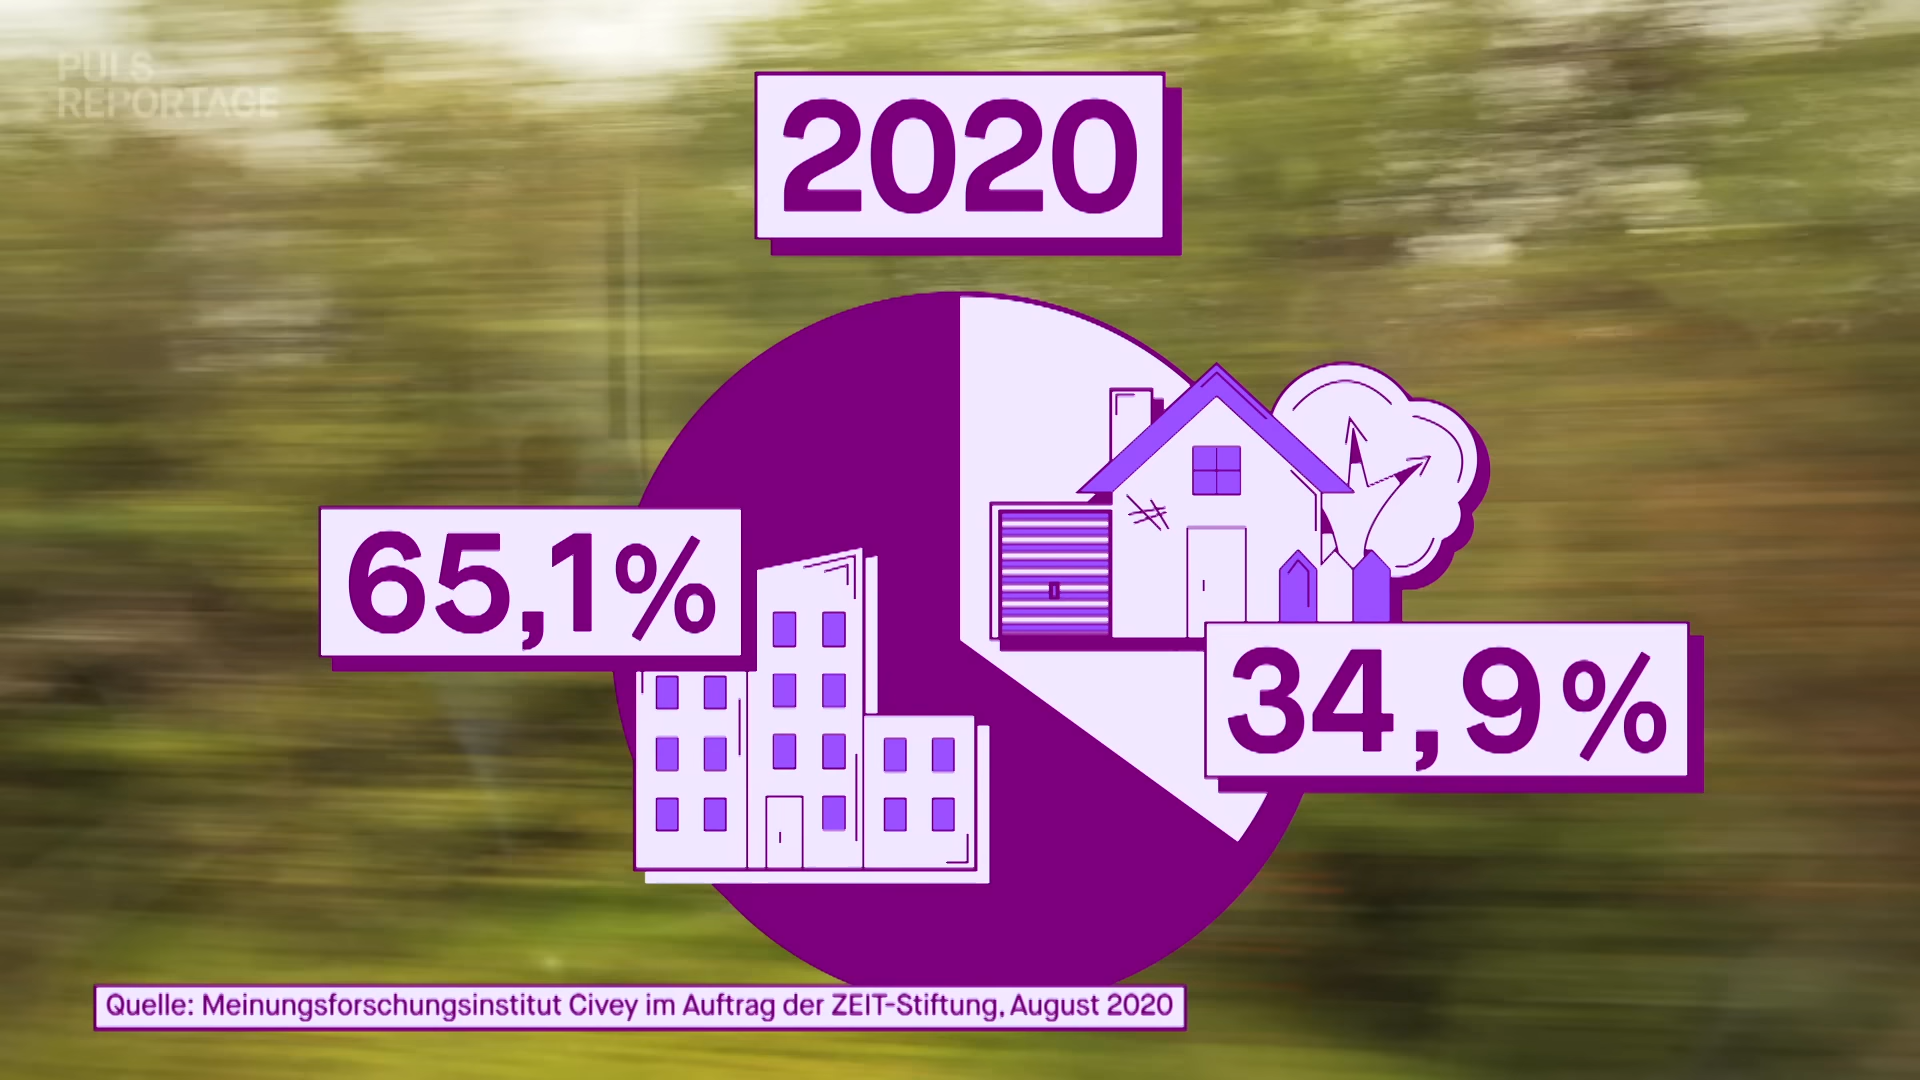 PULS
REPORTAGE
2020
65,1%
34,9%
Quelle: Meinungsforschungsinstitut Civey im Auftrag der ZEIT-Stiftung, August 2020